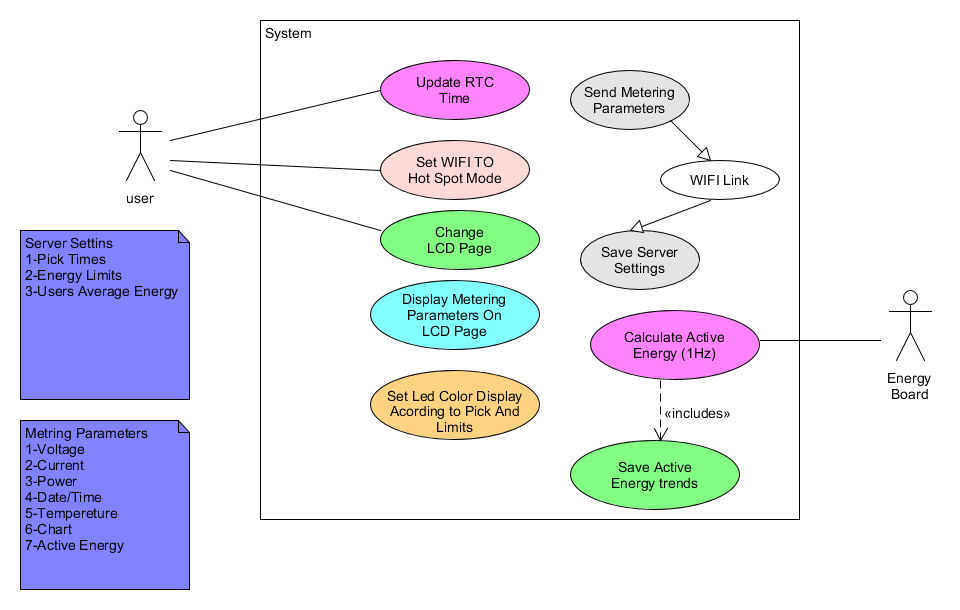 System
Update RTC
Time
Send Metering
Parameters
Set WIFI TO
Hot Spot Mode
WIFI Link
user
Change
LCD Page
Save Server
Settings
Server Settins
1-Pick Times
2-Energy Limits
3-Users Average Energy
Display Metering
Parameters On
LCD Page
Calculate Active
Energy (1Hz)
Energy
Board
Set Led Color Display
Acording to Pick And
Limits
«includes»
Save Active
Energy trends
Metring Parameters
1-Voltage
2-Current
3-Power
4-Date/Time
5-Tempereture
6-Chart
7-Active Energy